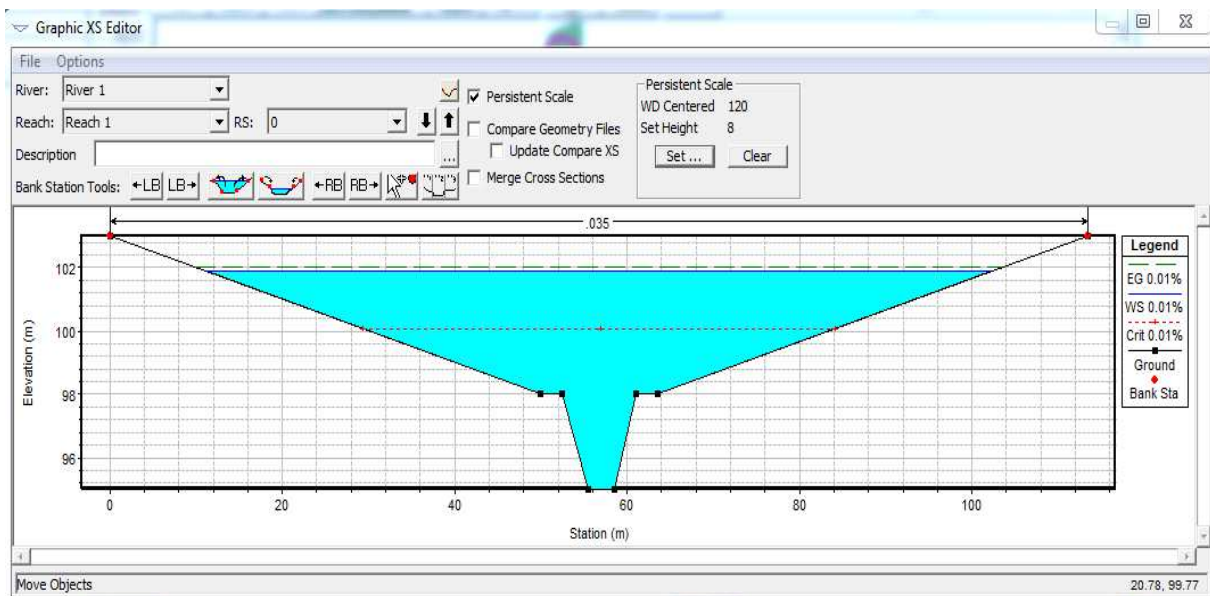 Graphic XS Editor
File Options
River: River 1
Reach: Reach 1 RS: 0
Description ...
Bank Station Tools: LB LB RB RB
Persistent Scale
Compare Geometry Files
Update Compare XS
Merge Cross Sections
Persistent Scale
WD Centered 120
Set Height 8
Set ... Clear
.035
Elevation (m)
102
100
98
96
0 20 40 60 80 100
Station (m)
Legend
EG 0.01%
WS 0.01%
Crit 0.01%
Ground
Bank Sta
Move Objects
20.78, 99.77